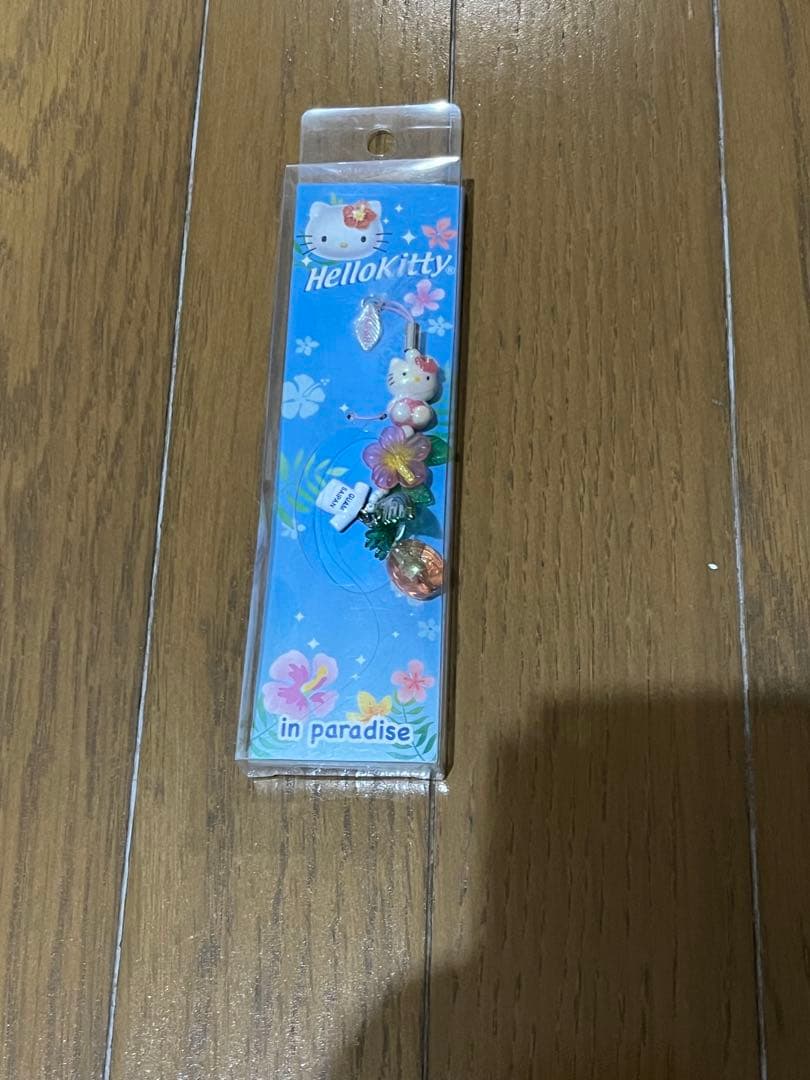 HelloKitty®
GUAM
SAIPAN
in paradise